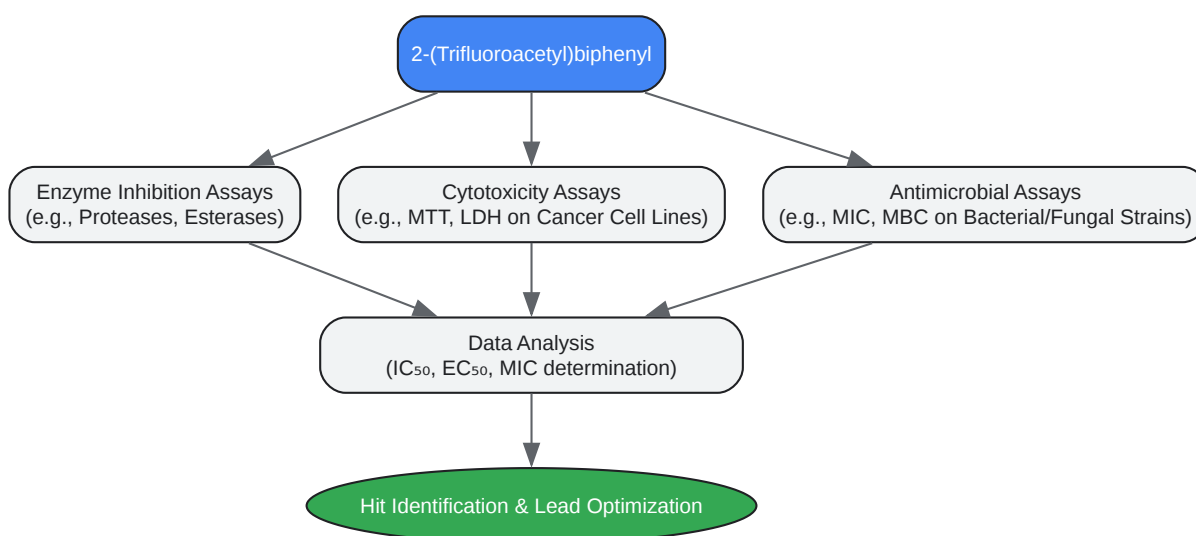 2-(Trifluoroacetyl)biphenyl
Enzyme Inhibition Assays
(e.g., Proteases, Esterases)
Cytotoxicity Assays
(e.g., MTT, LDH on Cancer Cell Lines)
Antimicrobial Assays
(e.g., MIC, MBC on Bacterial/Fungal Strains)
Data Analysis
(IC₅₀, EC₅₀, MIC determination)
Hit Identification & Lead Optimization